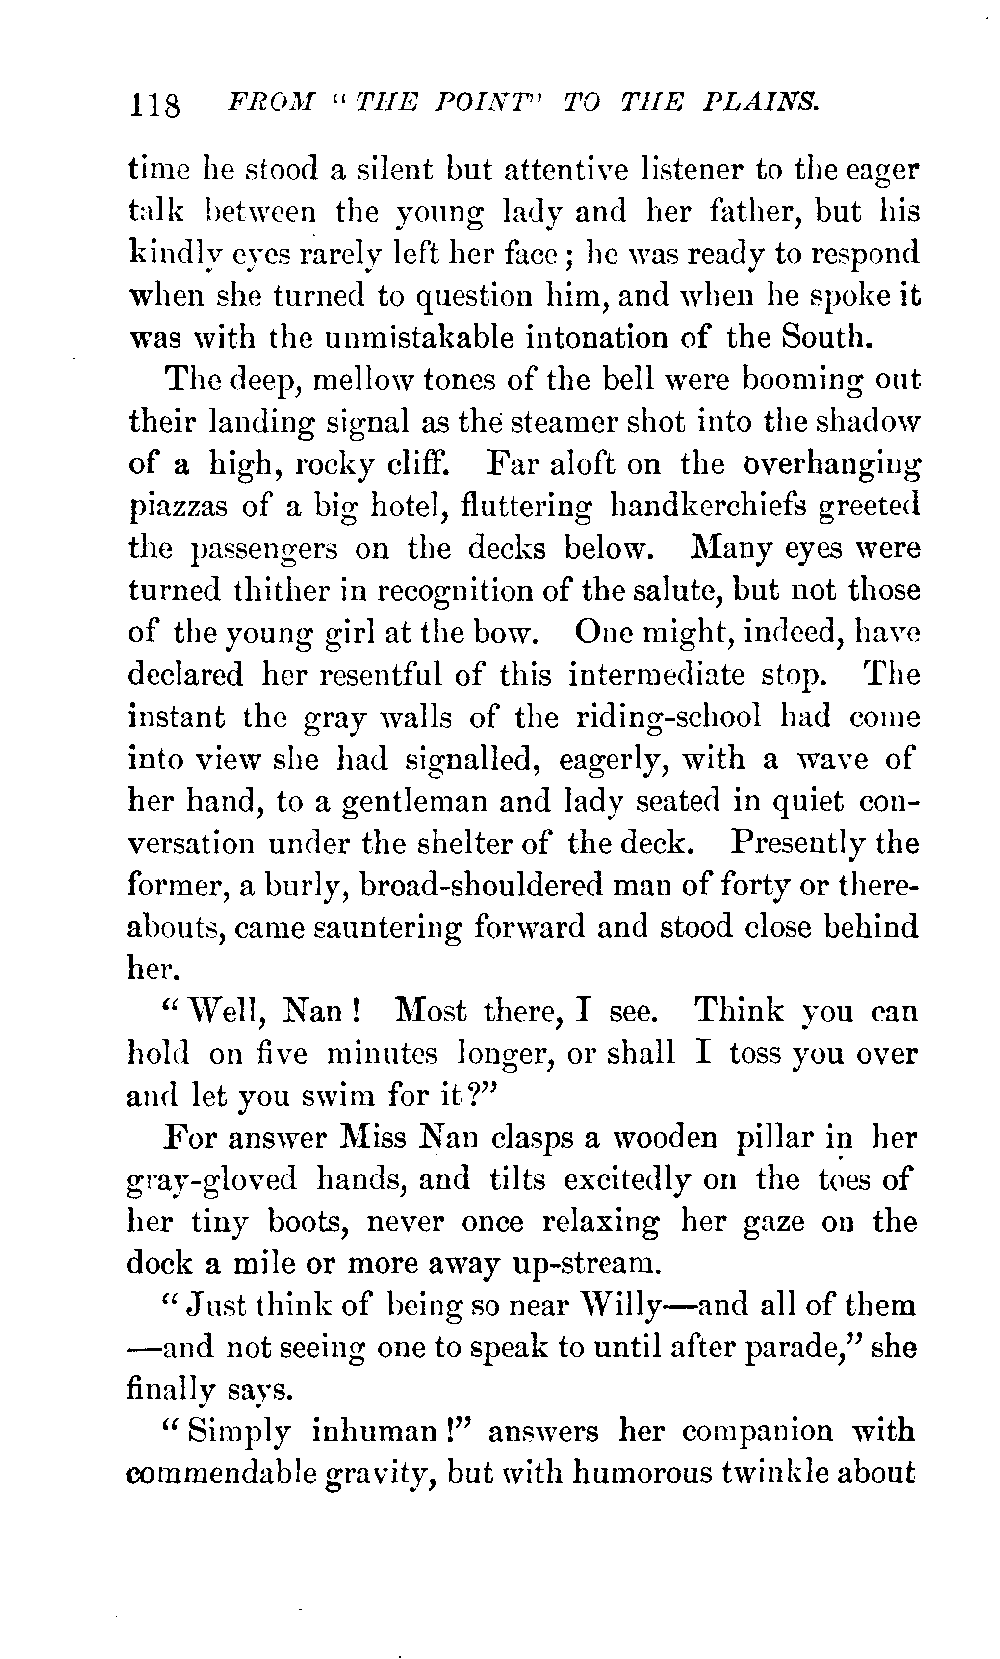 118 FROM " THE POINT" TO THE PLAINS.
time he stood a silent but attentive listener to the eager
talk between the young lady and her father, but his
kindly eyes rarely left her face ; he was ready to respond
when she turned to question him, and when he spoke it
was with the unmistakable intonation of the South.
The deep, mellow tones of the bell were booming out
their landing signal as the steamer shot into the shadow
of a high, rocky cliff. Far aloft on the overhanging
piazzas of a big hotel, fluttering handkerchiefs greeted
the passengers on the decks below. Many eyes were
turned thither in recognition of the salute, but not those
of the young girl at the bow. One might, indeed, have
declared her resentful of this intermediate stop. The
instant the gray walls of the riding-school had come
into view she had signalled, eagerly, with a wave of
her hand, to a gentleman and lady seated in quiet con-
versation under the shelter of the deck. Presently the
former, a burly, broad-shouldered man of forty or there-
abouts, came sauntering forward and stood close behind
her.
" Well, Nan ! Most there, I see. Think you can
hold on five minutes longer, or shall I toss you over
and let you swim for it?"
For answer Miss Nan clasps a wooden pillar in her
gray-gloved hands, and tilts excitedly on the toes of
her tiny boots, never once relaxing her gaze on the
dock a mile or more away up-stream.
" Just think of being so near Willy—and all of them
—and not seeing one to speak to until after parade," she
finally says.
" Simply inhuman !" answers her companion with
commendable gravity, but with humorous twinkle about